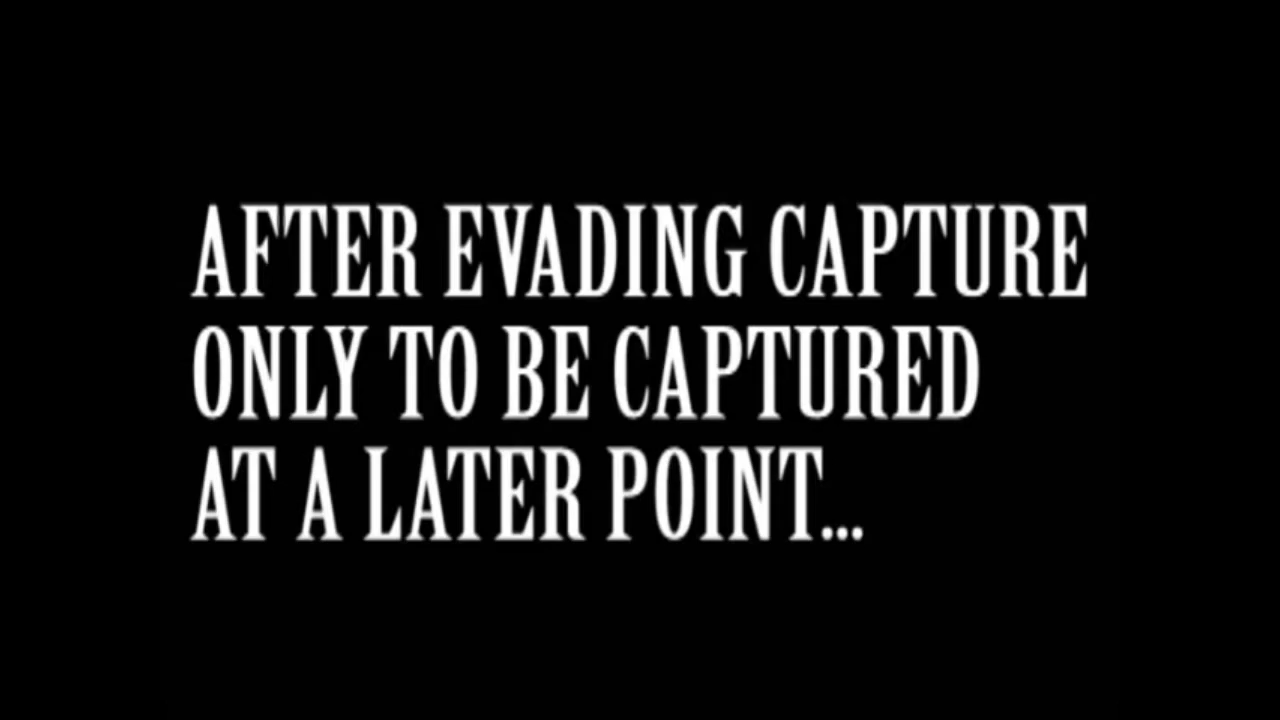 AFTER EVADING CAPTURE
ONLY TO BE CAPTURED
AT A LATER POINT...